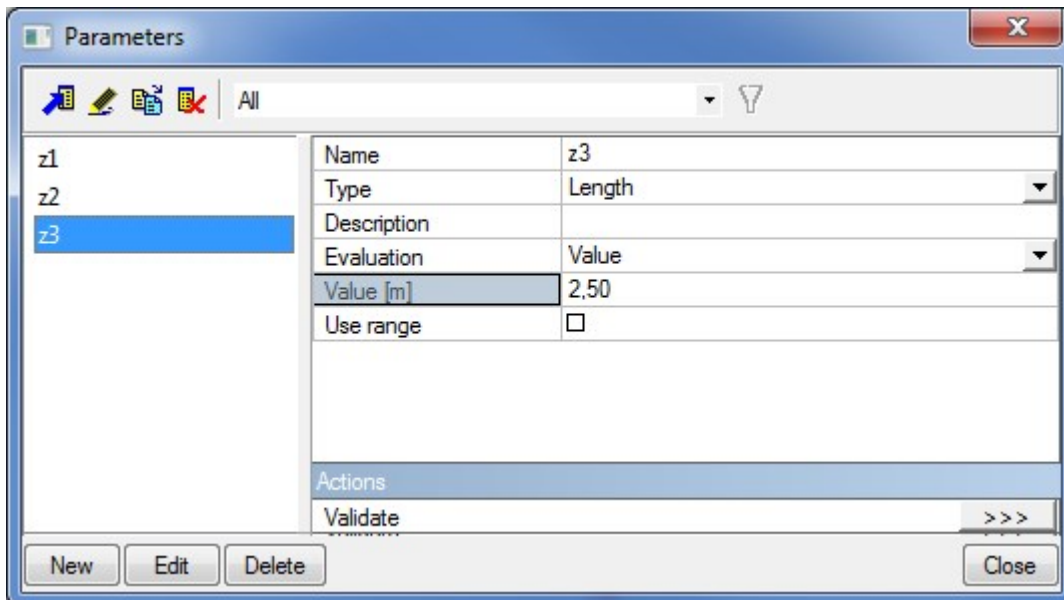 Parameters
All
z1
z2
z3
Name z3
Type Length
Description
Evaluation Value
Value [m] 2,50
Use range
Actions
Validate >>>
New Edit Delete Close